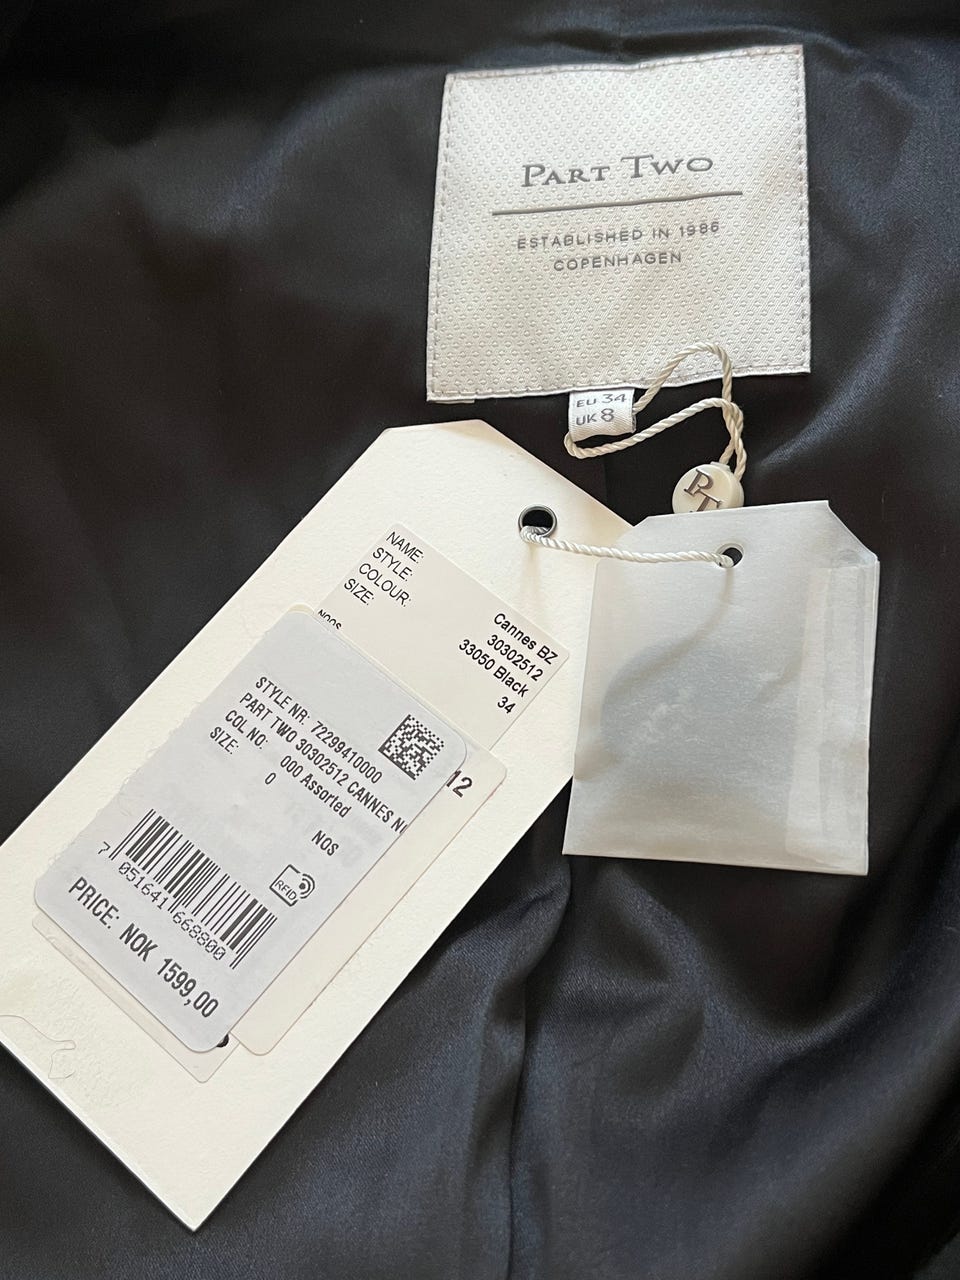 PART TWO
ESTABLISHED IN 1986
COPENHAGEN
EU 34
UK 8
PT
NAME: Cannes BZ
STYLE: 30302512
COLOUR: 33050 Black
SIZE: 34
NOOS
12
STYLE NR: 72299410000
PART TWO 30302512 CANNES
COL NO: 000 Assorted
SIZE: 0
NOS
RFID
7 051641 668800
PRICE: NOK 1599,00